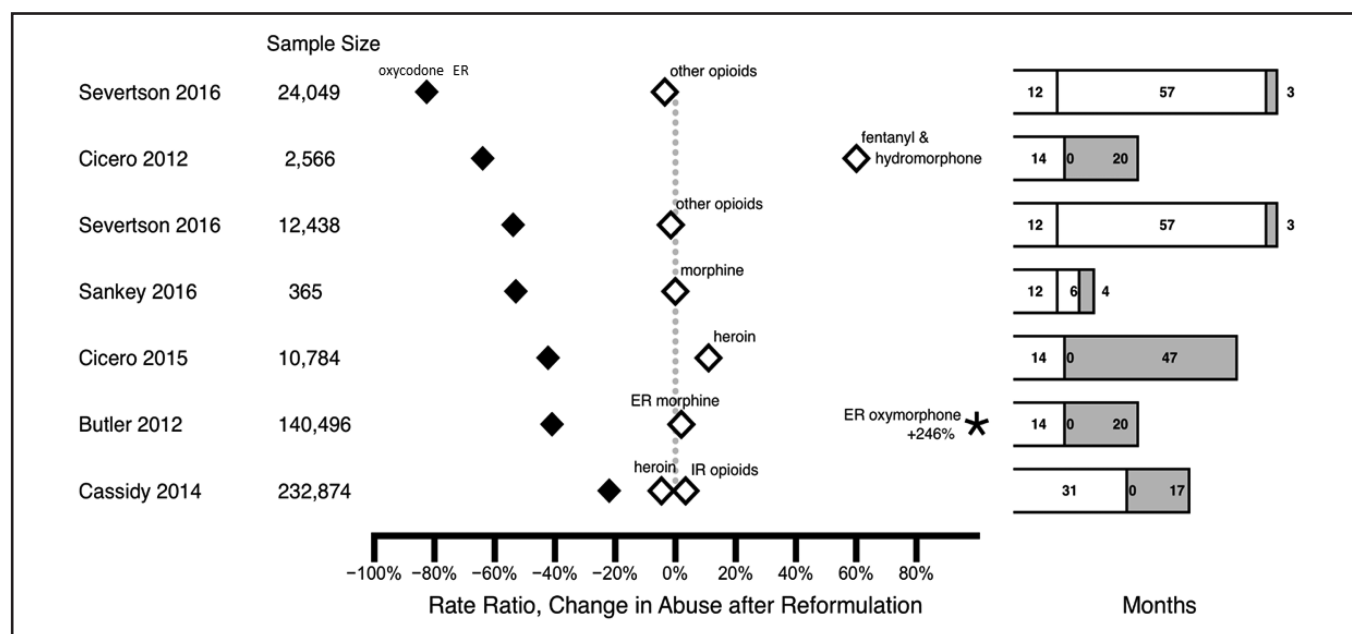 Sample Size
oxycodone ER
other opioids
Severtson 2016 24,049
12 57 3
fentanyl &
Cicero 2012 2,566 hydromorphone
14 0 20
other opioids
Severtson 2016 12,438
12 57 3
morphine
Sankey 2016 365
12 6 4
heroin
Cicero 2015 10,784
14 0 47
ER morphine
Butler 2012 140,496
ER oxymorphone
+246%
14 0 20
heroin IR opioids
Cassidy 2014 232,874
31 0 17
−100% −80% −60% −40% −20% 0% 20% 40% 60% 80%
Rate Ratio, Change in Abuse after Reformulation Months